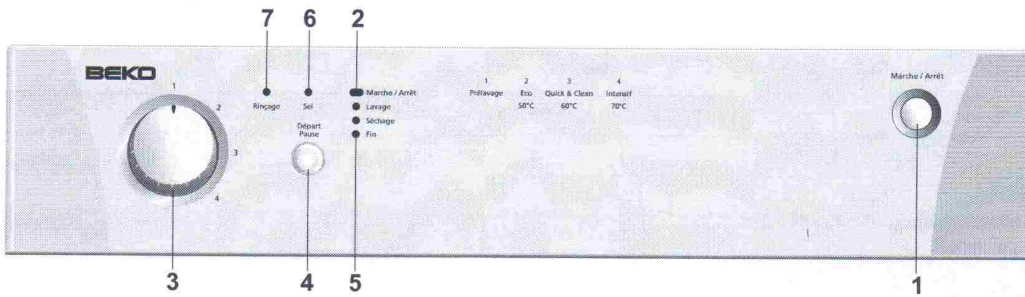 7 6 2
BEKO
1
2
3
4
Rinçage
Sel
Départ
Pause
Marche / Arrêt
Lavage
Séchage
Fin
1 2 3 4
Prélavage Eco Quick & Clean Intensif
50°C 60°C 70°C
Marche / Arrêt
3 4 5 1